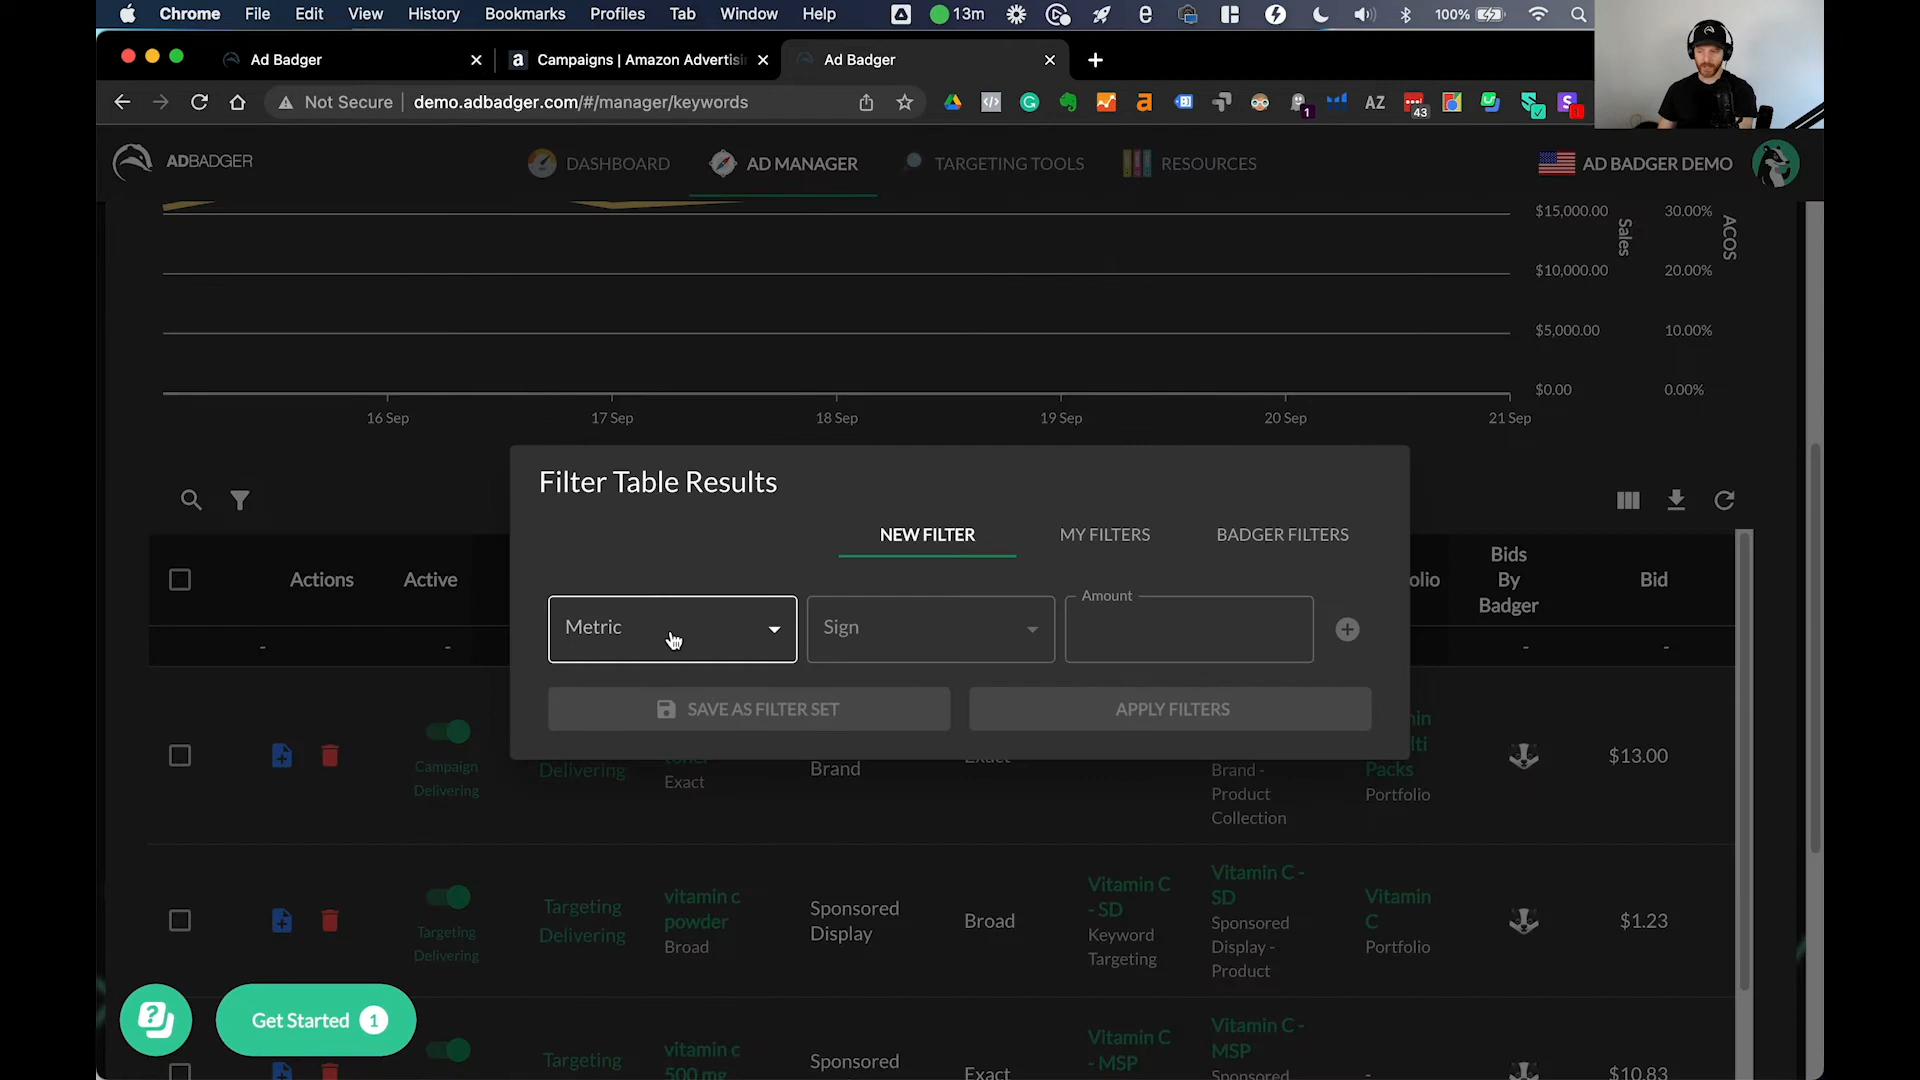 Chrome File Edit View History Bookmarks Profiles Tab Window Help 13m 100%
Ad Badger
Campaigns | Amazon Advertisi
Ad Badger
Not Secure demo.adbadger.com/#/manager/keywords
AZ 43 1
ADBADGER
DASHBOARD
AD MANAGER
TARGETING TOOLS
RESOURCES
AD BADGER DEMO
$15,000.00 30.00%
$10,000.00 20.00%
$5,000.00 10.00%
$0.00 0.00%
Sales
ACOS
16 Sep 17 Sep 18 Sep 19 Sep 20 Sep 21 Sep
Filter Table Results
NEW FILTER MY FILTERS BADGER FILTERS
Metric
Sign
Amount
SAVE AS FILTER SET
APPLY FILTERS
Actions Active
olio
Bids
By
Badger
Bid
- - - -
Campaign
Delivering
Delivering
Exact
Brand
Brand -
Product
Collection
Packs
Portfolio
$13.00
Targeting
Delivering
Targeting
Delivering
vitamin c
powder
Broad
Sponsored
Display
Broad
Vitamin C
- SD
Keyword
Targeting
Vitamin C -
SD
Sponsored
Display -
Product
Vitamin
C
Portfolio
$1.23
Targeting
vitamin c
500 mg
Sponsored
Exact
Vitamin C
- MSP
Vitamin C -
MSP
Sponsored
-
$10.83
Get Started 1